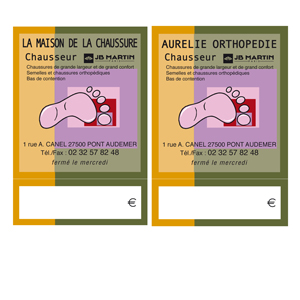 LA MAISON DE LA CHAUSSURE
Chausseur JB MARTIN
Chaussures de grande largeur et de grand confort
Semelles et chaussures orthopédiques
Bas de contention
1 rue A. CANEL 27500 PONT AUDEMER
Tél./Fax : 02 32 57 82 48
fermé le mercredi
€
AURELIE ORTHOPEDIE
Chausseur JB MARTIN
Chaussures de grande largeur et de grand confort
Semelles et chaussures orthopédiques
Bas de contention
1 rue A. CANEL 27500 PONT AUDEMER
Tél./Fax : 02 32 57 82 48
fermé le mercredi
€